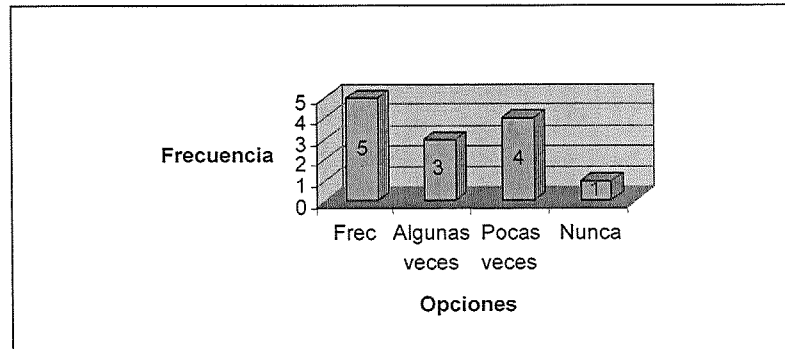 5
4
3
2
1
0
Frecuencia
5
3
4
1
Frec Algunas Pocas Nunca
veces veces
Opciones